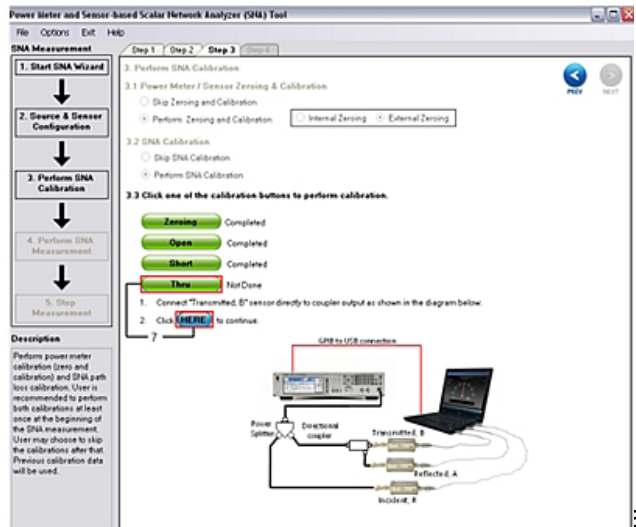 Power Meter and Sensor-based Scalar Network Analyzer (SNA) Tool
File Options Exit Help
SNA Measurement
1. Start SNA Wizard
2. Source & Sensor
Configuration
3. Perform SNA
Calibration
4. Perform SNA
Measurement
5. Stop
Measurement
Description
Perform power meter
calibration (zero and
calibration) and SNA path
loss calibration. User is
recommended to perform
both calibrations at least
once at the beginning of
the SNA measurement.
User may choose to skip
the calibrations after that.
Previous calibration data
will be used.
Step 1 Step 2 Step 3 Step 4
3. Perform SNA Calibration
PREV NEXT
3.1 Power Meter / Sensor Zeroing & Calibration
Skip Zeroing and Calibration
Perform Zeroing and Calibration Internal Zeroing External Zeroing
3.2 SNA Calibration
Skip SNA Calibration
Perform SNA Calibration
3.3 Click one of the calibration buttons to perform calibration.
Zeroing Completed
Open Completed
Short Completed
Thru Not Done
1. Connect "Transmitted, B" sensor directly to coupler output as shown in the diagram below.
2. Click HERE to continue.
7
GPIB to USB connection
Power
Splitter
Directional
coupler
Transmitted, B
Reflected, A
Incident, R